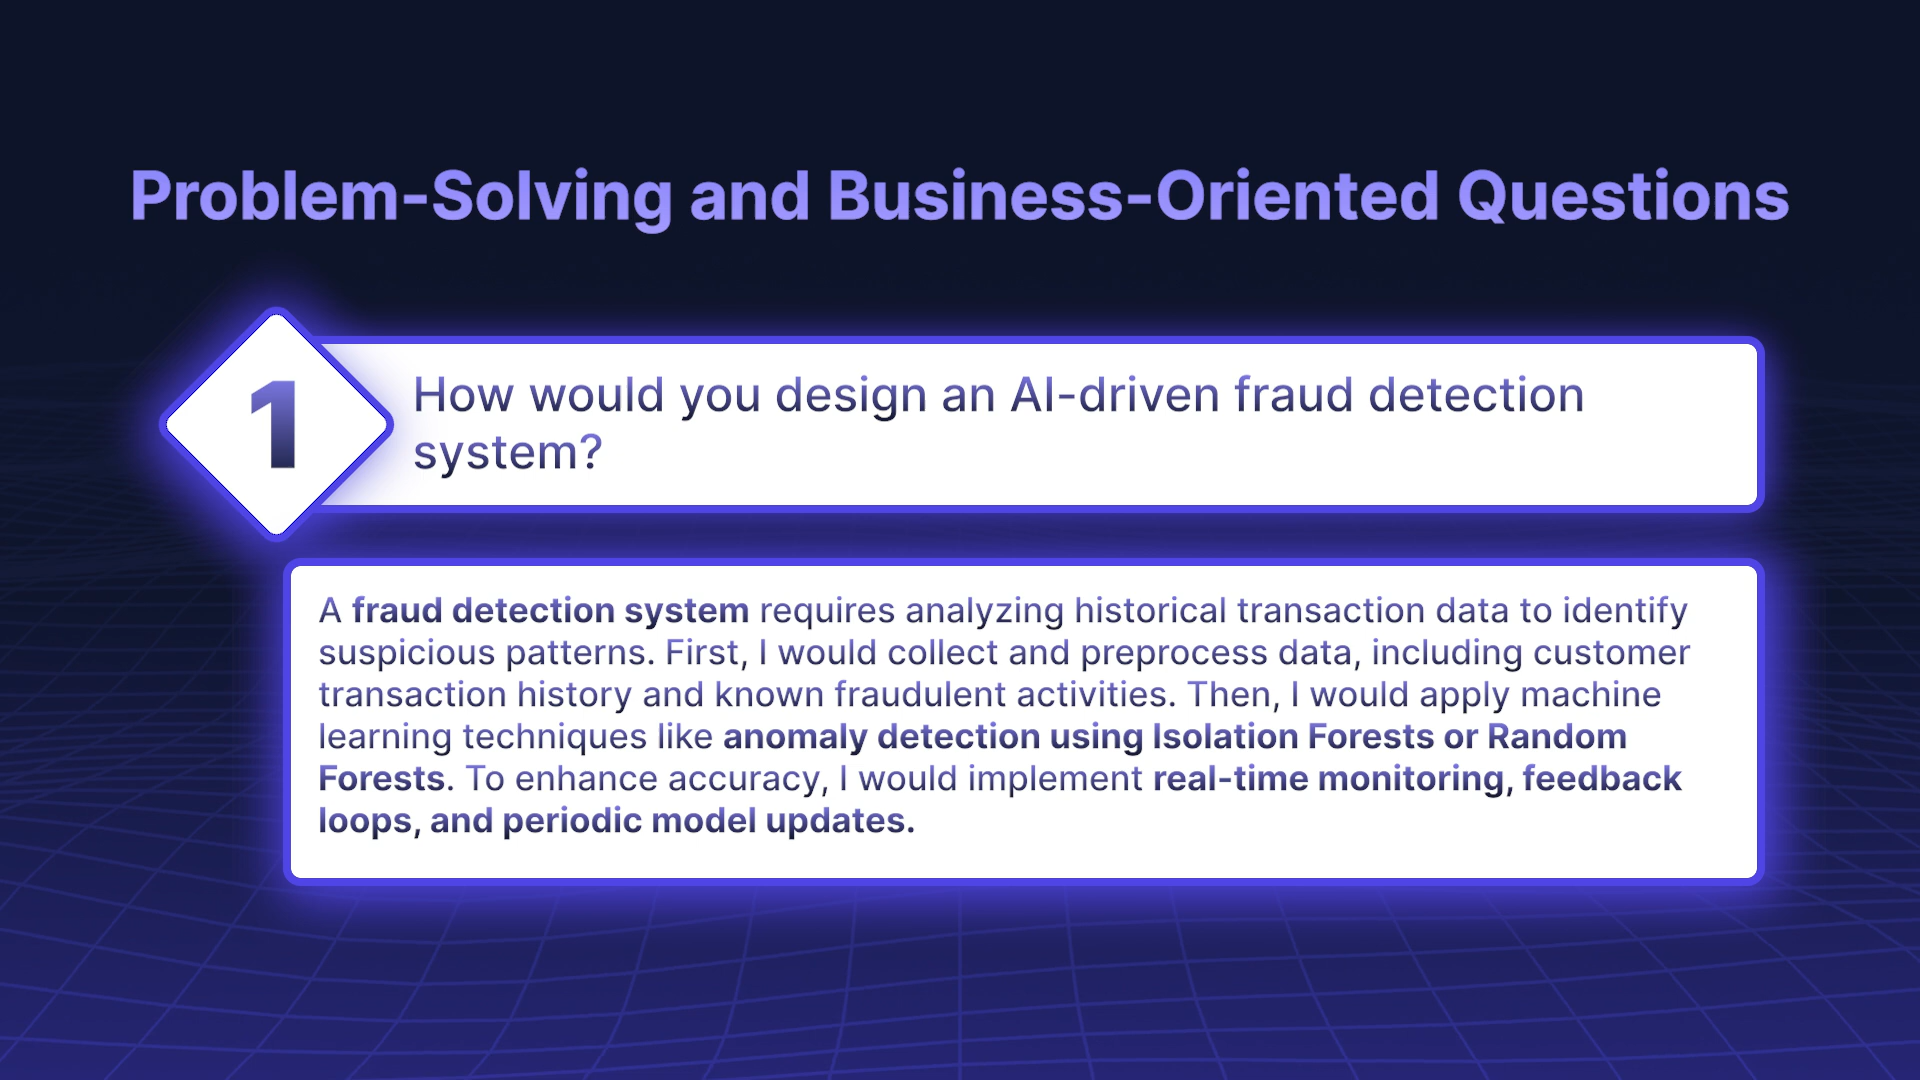 Problem-Solving and Business-Oriented Questions
1
How would you design an AI-driven fraud detection
system?
A fraud detection system requires analyzing historical transaction data to identify
suspicious patterns. First, I would collect and preprocess data, including customer
transaction history and known fraudulent activities. Then, I would apply machine
learning techniques like anomaly detection using Isolation Forests or Random
Forests. To enhance accuracy, I would implement real-time monitoring, feedback
loops, and periodic model updates.